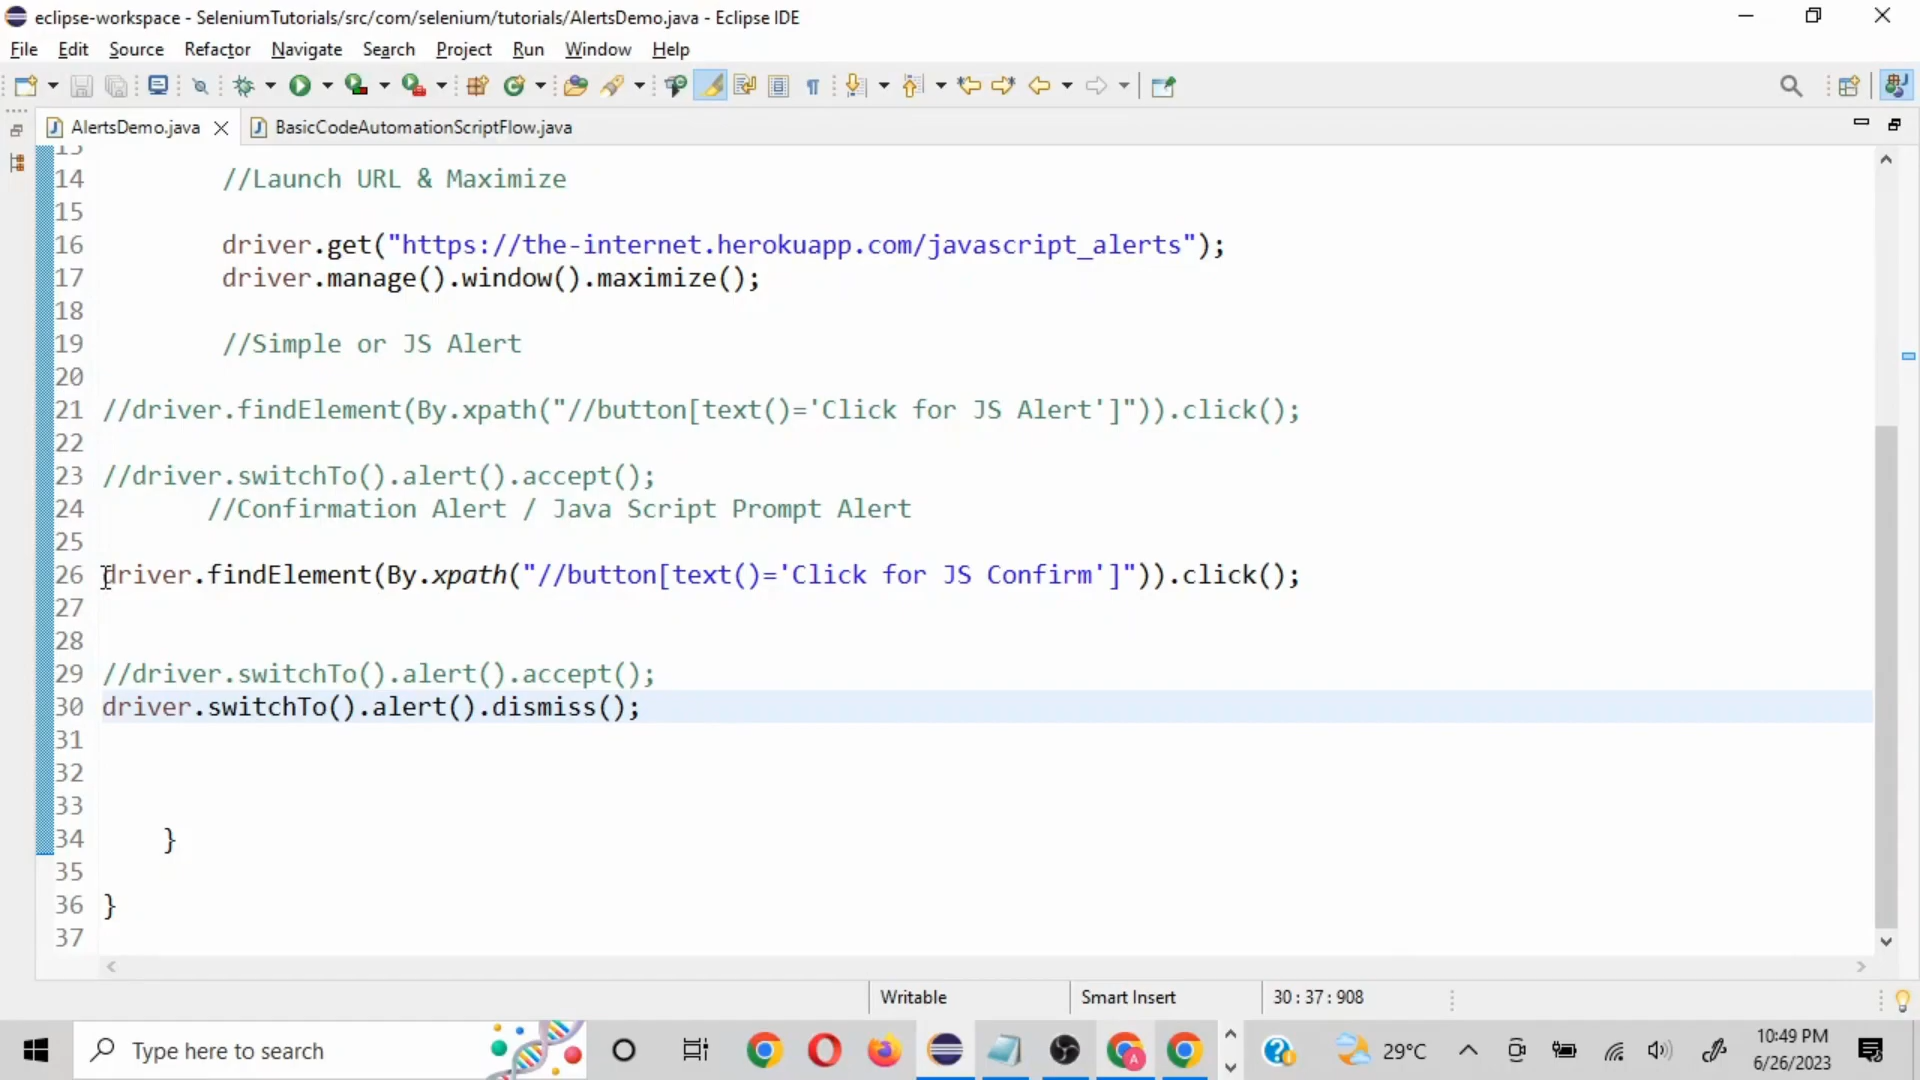 eclipse-workspace - SeleniumTutorials/src/com/selenium/tutorials/AlertsDemo.java - Eclipse IDE
File Edit Source Refactor Navigate Search Project Run Window Help
AlertsDemo.java BasicCodeAutomationScriptFlow.java
13
14 //Launch URL & Maximize
15
16 driver.get("https://the-internet.herokuapp.com/javascript_alerts");
17 driver.manage().window().maximize();
18
19 //Simple or JS Alert
20
21 //driver.findElement(By.xpath("//button[text()='Click for JS Alert']")).click();
22
23 //driver.switchTo().alert().accept();
24 //Confirmation Alert / Java Script Prompt Alert
25
26 driver.findElement(By.xpath("//button[text()='Click for JS Confirm']")).click();
27
28
29 //driver.switchTo().alert().accept();
30 driver.switchTo().alert().dismiss();
31
32
33
34 }
35
36 }
37
Writable Smart Insert 30 : 37 : 908
Type here to search 29°C 10:49 PM
6/26/2023